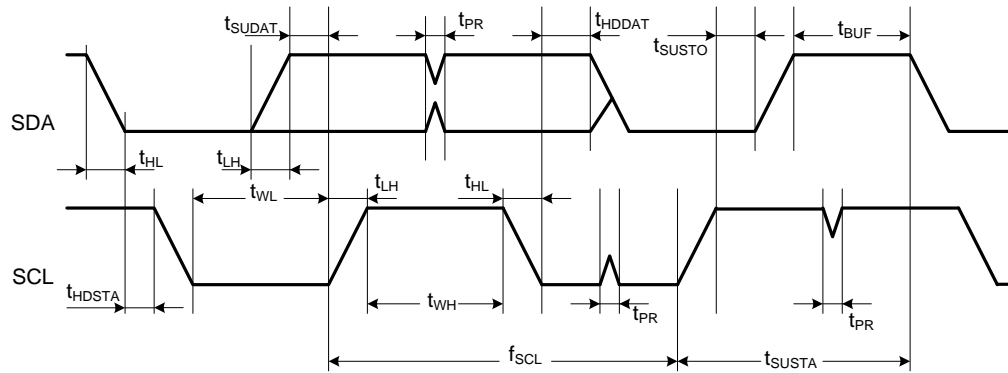 tSUDAT
tPR
tHDDAT
tSUSTO
tBUF
SDA
tHL
tLH
tWL
tLH
tHL
SCL
tHDSTA
tWH
tPR
tPR
fSCL
tSUSTA